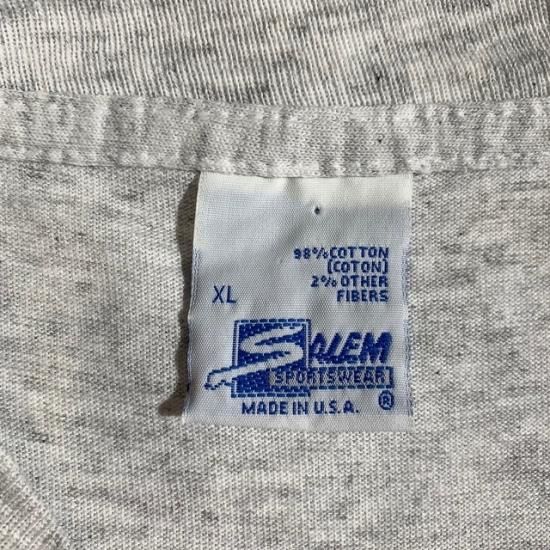 98% COTTON
(COTON)
2% OTHER
FIBERS
XL
SALEM
SPORTSWEAR
MADE IN U.S.A. ®